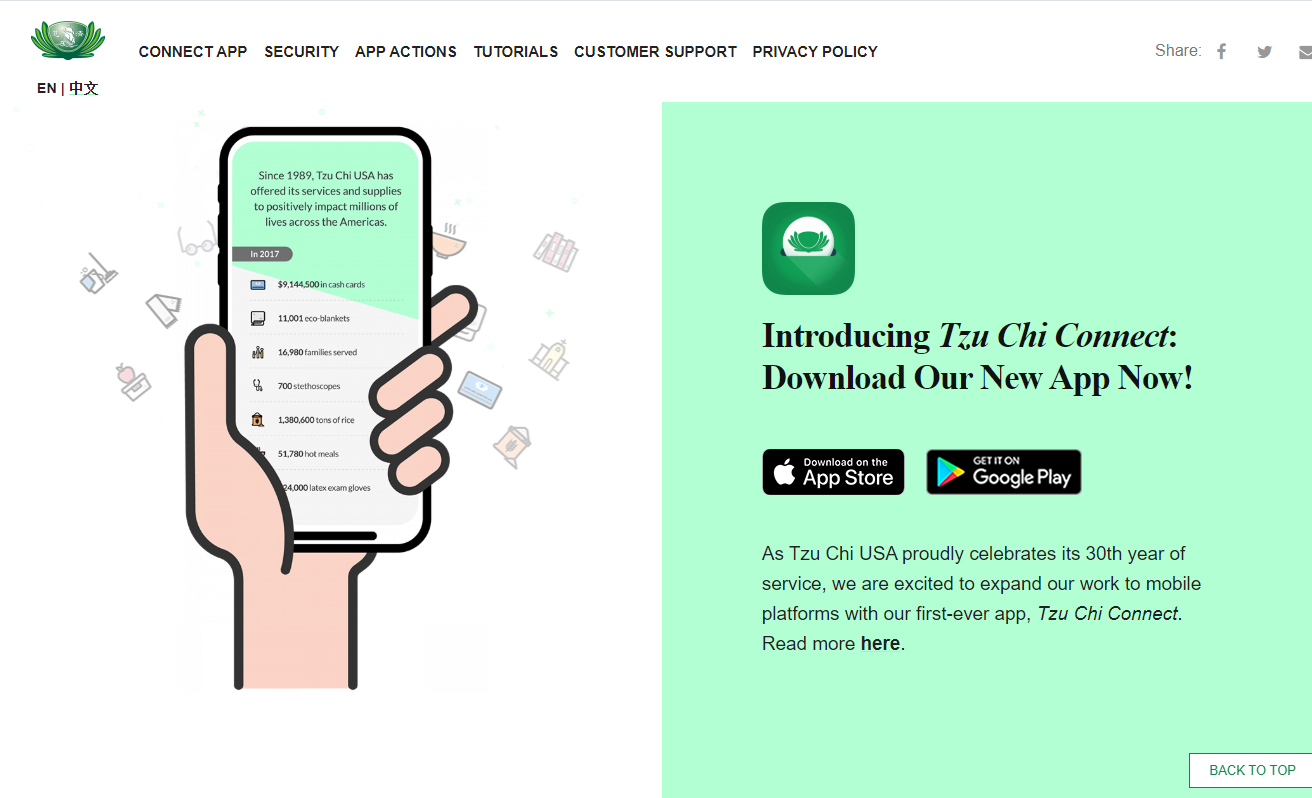 CONNECT APP SECURITY APP ACTIONS TUTORIALS CUSTOMER SUPPORT PRIVACY POLICY
Share:
EN | 中文
Since 1989, Tzu Chi USA has
offered its services and supplies
to positively impact millions of
lives across the Americas.
In 2017
$9,144,500 in cash cards
11,001 eco-blankets
16,980 families served
700 stethoscopes
1,380,600 tons of rice
51,780 hot meals
24,000 latex exam gloves
Introducing Tzu Chi Connect:
Download Our New App Now!
Download on the
App Store
GET IT ON
Google Play
As Tzu Chi USA proudly celebrates its 30th year of
service, we are excited to expand our work to mobile
platforms with our first-ever app, Tzu Chi Connect.
Read more here.
BACK TO TOP